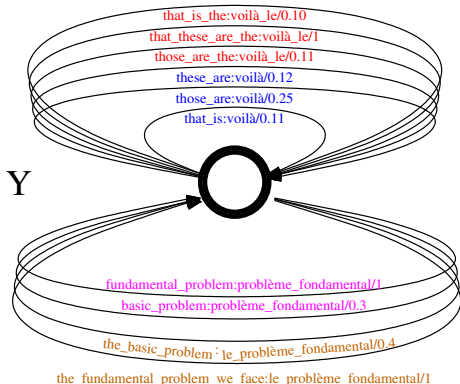 that_is_the:voilà_le/0.10
that_these_are_the:voilà_le/1
those_are_the:voilà_le/0.11
these_are:voilà/0.12
those_are:voilà/0.25
that_is:voilà/0.11
Y
fundamental_problem:problème_fondamental/1
basic_problem:problème_fondamental/0.3
the_basic_problem:le_problème_fondamental/0.4
the_fundamental_problem_we_face:le_problème_fondamental/1